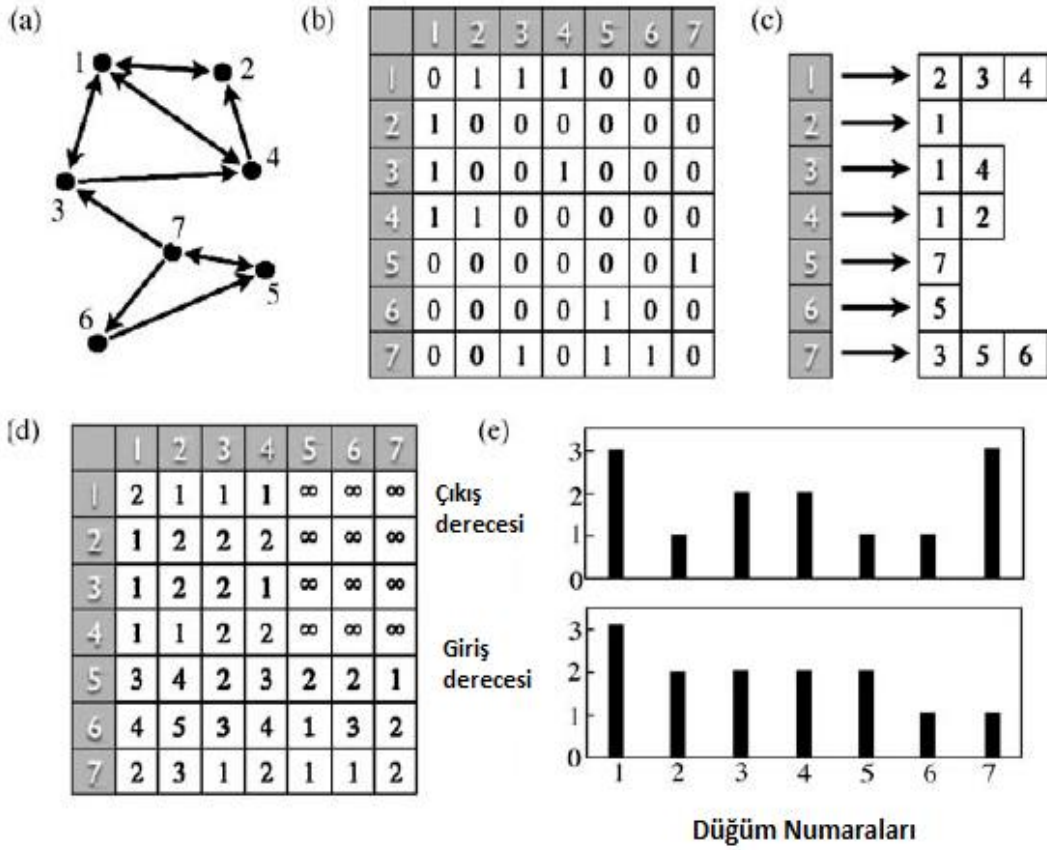 (a)
1
2
3
4
7
5
6
(b)
1 2 3 4 5 6 7
1 0 1 1 1 0 0 0
2 1 0 0 0 0 0 0
3 1 0 0 1 0 0 0
4 1 1 0 0 0 0 0
5 0 0 0 0 0 0 1
6 0 0 0 0 1 0 0
7 0 0 1 0 1 1 0
(c)
1 2 3 4
2 1
3 1 4
4 1 2
5 7
6 5
7 3 5 6
(d)
1 2 3 4 5 6 7
1 2 1 1 1 ∞ ∞ ∞
2 1 2 2 2 ∞ ∞ ∞
3 1 2 2 1 ∞ ∞ ∞
4 1 1 2 2 ∞ ∞ ∞
5 3 4 2 3 2 2 1
6 4 5 3 4 1 3 2
7 2 3 1 2 1 1 2
(e)
Çıkış
derecesi
3
2
1
0
Giriş
derecesi
3
2
1
0
1 2 3 4 5 6 7
Düğüm Numaraları